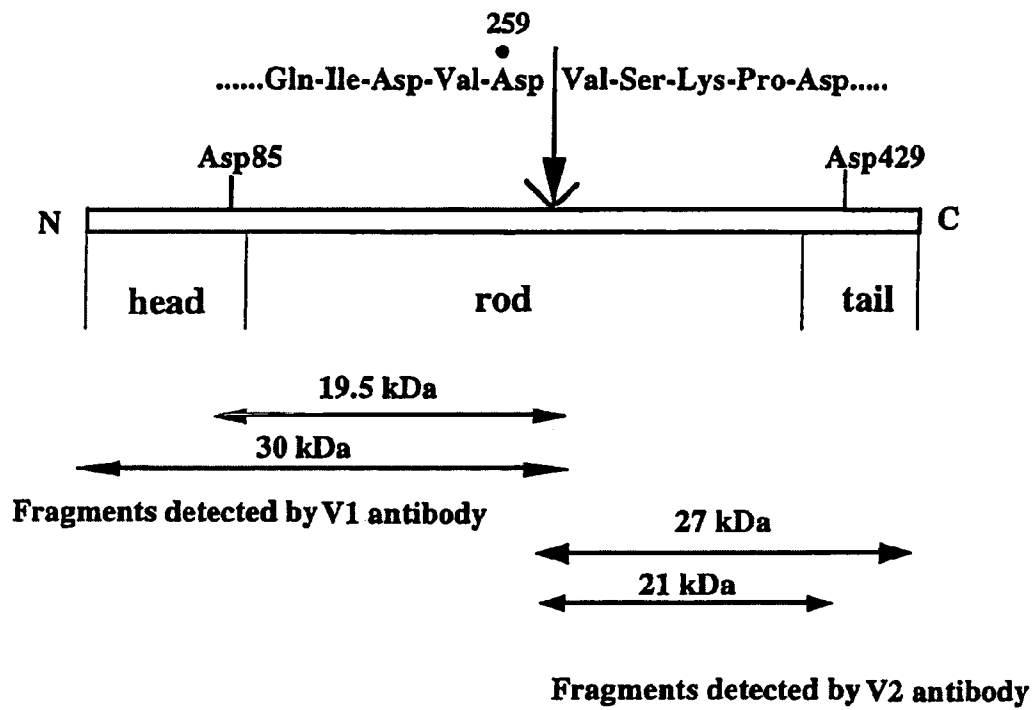 259
......Gln-Ile-Asp-Val-Asp Val-Ser-Lys-Pro-Asp.....
Asp85
Asp429
N
C
head
rod
tail
19.5 kDa
30 kDa
Fragments detected by V1 antibody
27 kDa
21 kDa
Fragments detected by V2 antibody